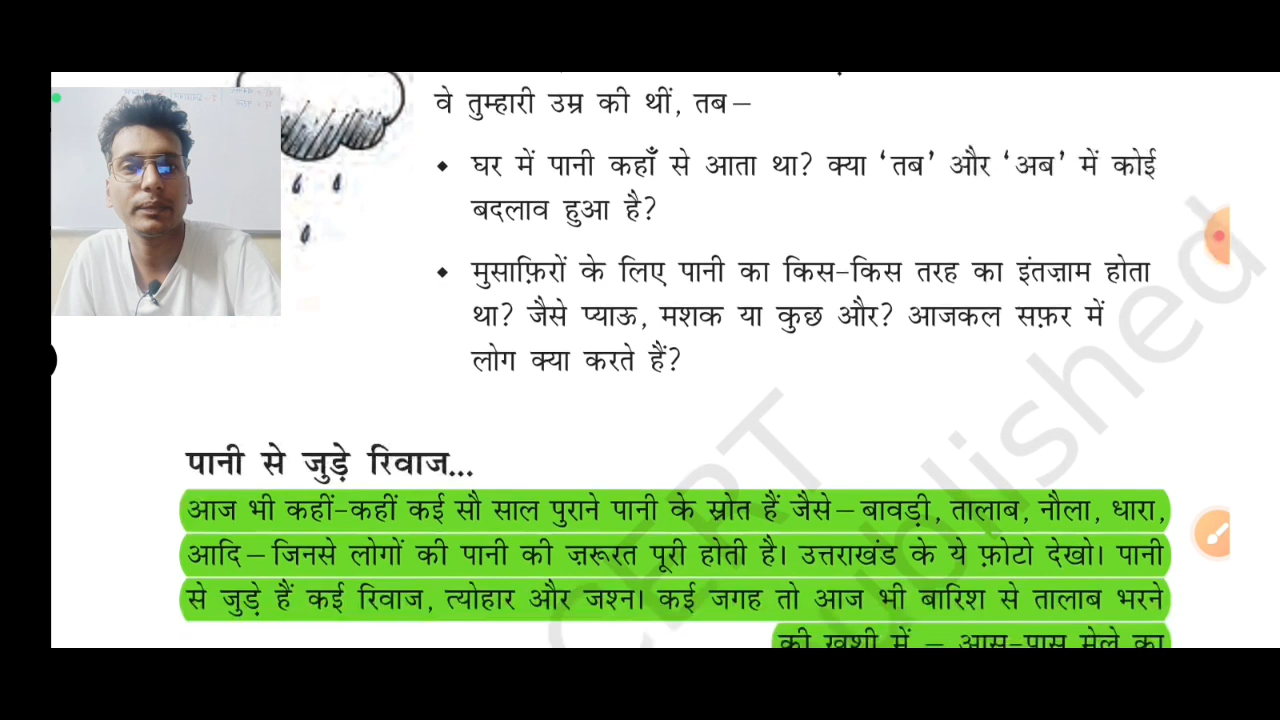 वे तुम्हारी उम्र की थीं, तब –
घर में पानी कहाँ से आता था? क्या ‘तब’ और ‘अब’ में कोई
बदलाव हुआ है?
मुसाफ़िरों के लिए पानी का किस-किस तरह का इंतज़ाम होता
था? जैसे प्याऊ, मशक या कुछ और? आजकल सफ़र में
लोग क्या करते हैं?
पानी से जुड़े रिवाज...
आज भी कहीं-कहीं कई सौ साल पुराने पानी के स्रोत हैं जैसे – बावड़ी, तालाब, नौला, धारा,
आदि – जिनसे लोगों की पानी की ज़रूरत पूरी होती है। उत्तराखंड के ये फ़ोटो देखो। पानी
से जुड़े हैं कई रिवाज, त्योहार और जश्न। कई जगह तो आज भी बारिश से तालाब भरने
की खुशी में – आस-पास मेले का